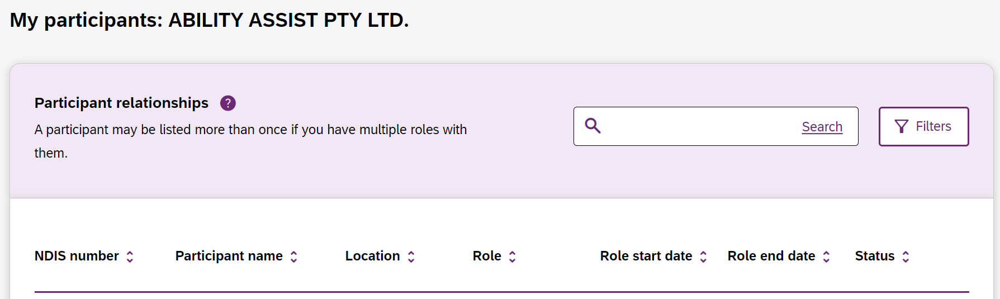 My participants: ABILITY ASSIST PTY LTD.
Participant relationships ?
A participant may be listed more than once if you have multiple roles with
them.
Search
Filters
NDIS number Participant name Location Role Role start date Role end date Status